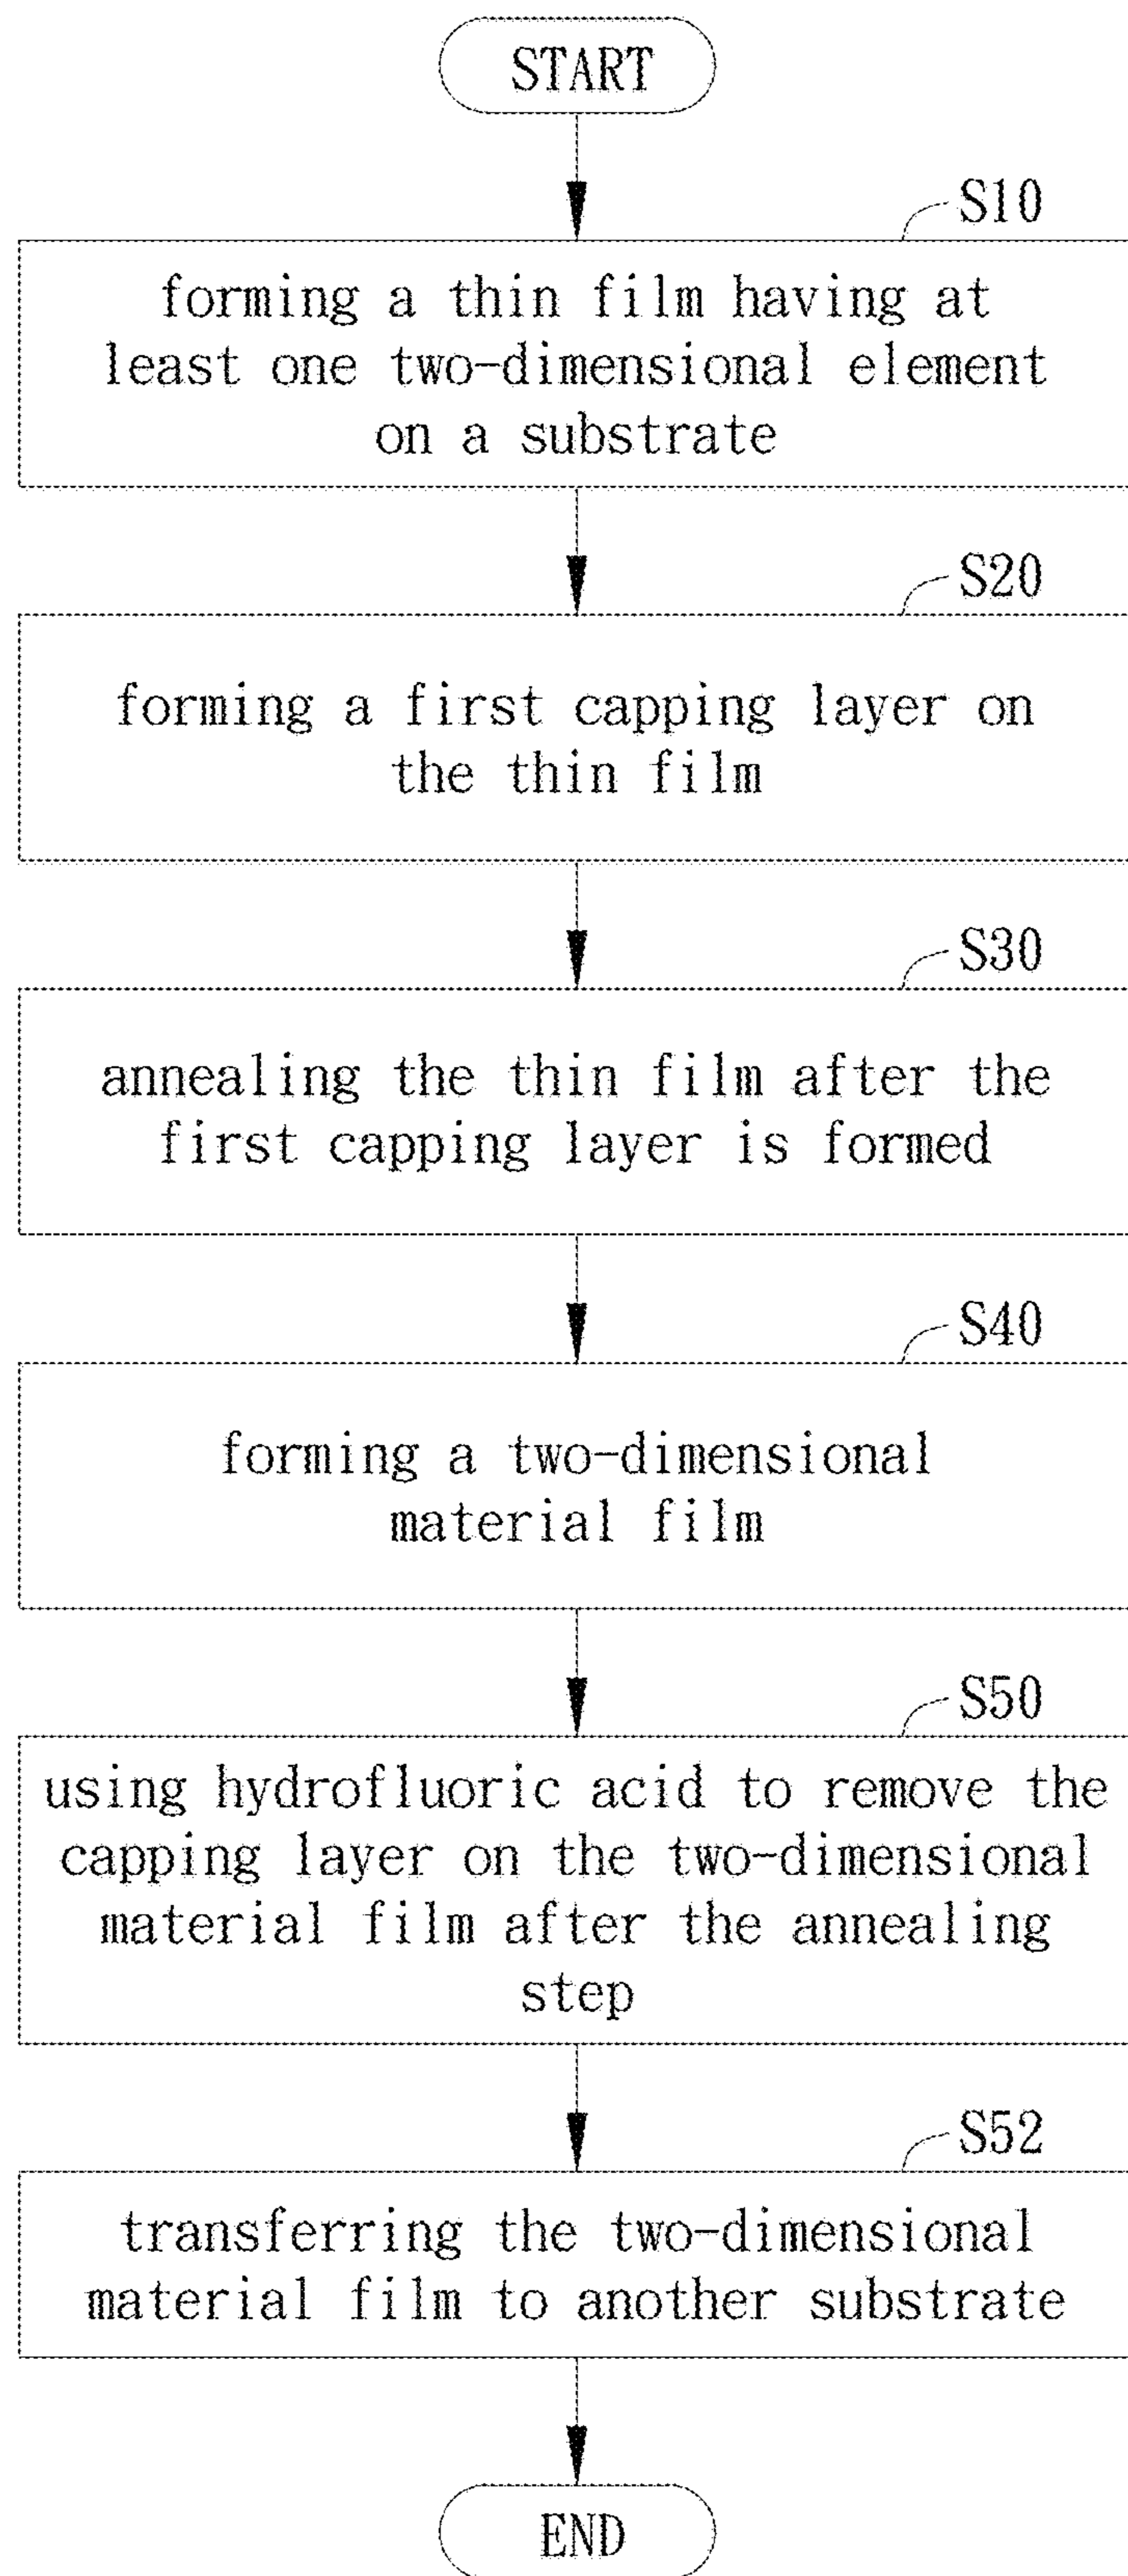 START
S10
forming a thin film having at
least one two-dimensional element
on a substrate
S20
forming a first capping layer on
the thin film
S30
annealing the thin film after the
first capping layer is formed
S40
forming a two-dimensional
material film
S50
using hydrofluoric acid to remove the
capping layer on the two-dimensional
material film after the annealing
step
S52
transferring the two-dimensional
material film to another substrate
END